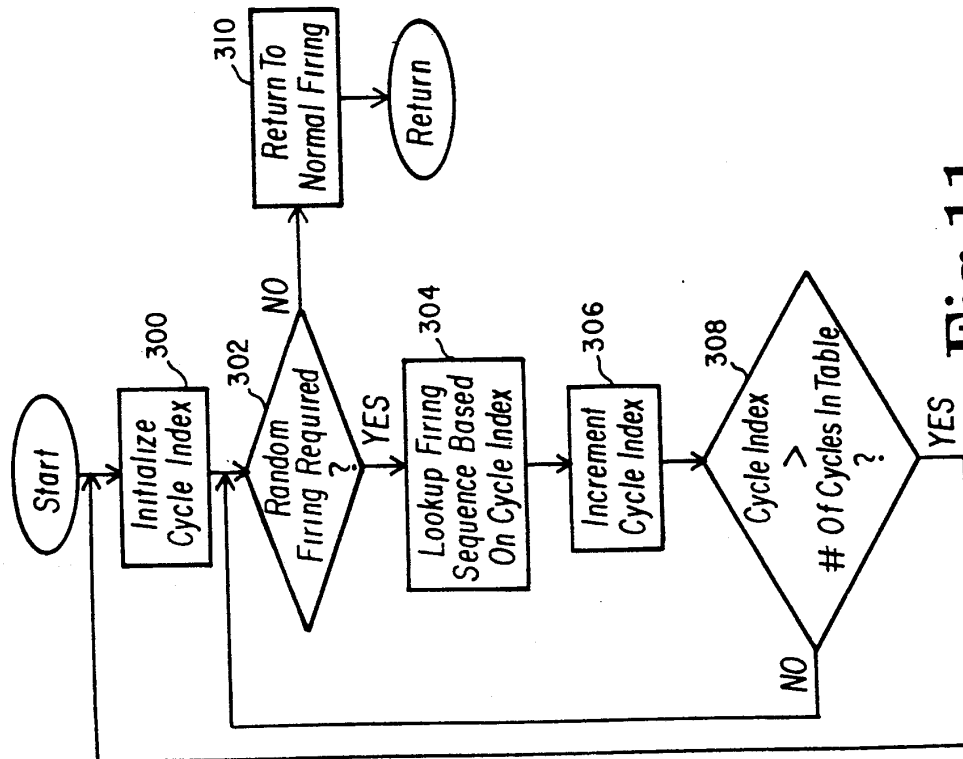 Start
300
Initialize
Cycle Index
302
Random
Firing Required
?
NO
310
Return To
Normal Firing
Return
YES
304
Lookup Firing
Sequence Based
On Cycle Index
306
Increment
Cycle Index
308
Cycle Index
>
# Of Cycles In Table
?
NO
YES